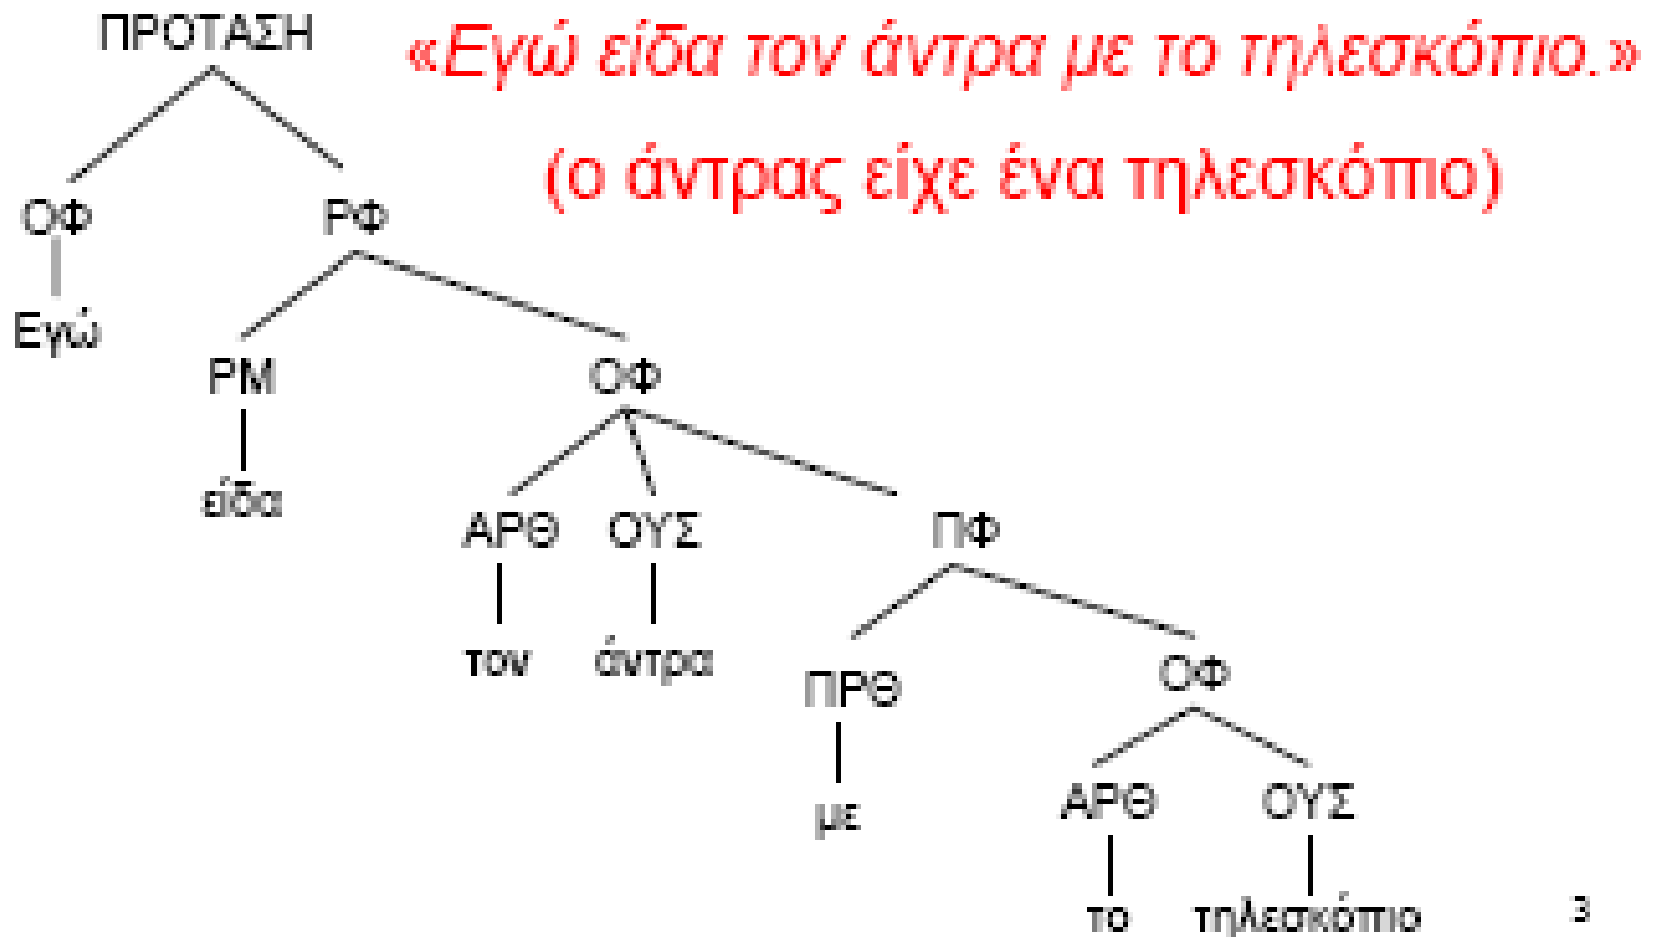 ΠΡΟΤΑΣΗ
«Εγώ είδα τον άντρα με το τηλεσκόπιο.»
(ο άντρας είχε ένα τηλεσκόπιο)
ΟΦ ΡΦ
Εγώ
ΡΜ ΟΦ
είδα
ΑΡΘ ΟΥΣ ΠΦ
τον άντρα
ΠΡΘ ΟΦ
με
ΑΡΘ ΟΥΣ
το τηλεσκόπιο
3